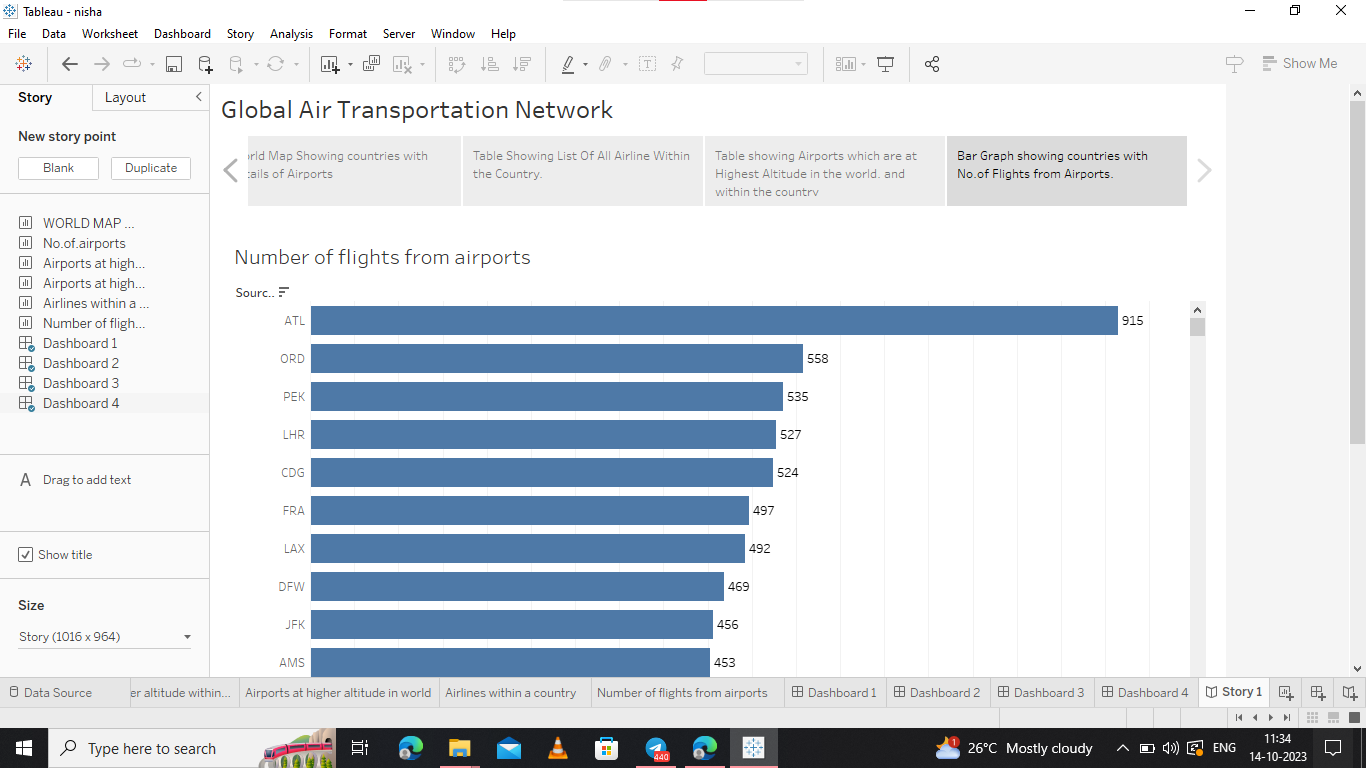 Tableau - nisha
File Data Worksheet Dashboard Story Analysis Format Server Window Help
Show Me
Story Layout
New story point
Blank Duplicate
WORLD MAP ...
No.of.airports
Airports at high...
Airports at high...
Airlines within a ...
Number of fligh...
Dashboard 1
Dashboard 2
Dashboard 3
Dashboard 4
A Drag to add text
Show title
Size
Story (1016 x 964)
Global Air Transportation Network
rld Map Showing countries with
tails of Airports
Table Showing List Of All Airline Within
the Country.
Table showing Airports which are at
Highest Altitude in the world. and
within the country
Bar Graph showing countries with
No.of Flights from Airports.
Number of flights from airports
Sourc..
ATL 915
ORD 558
PEK 535
LHR 527
CDG 524
FRA 497
LAX 492
DFW 469
JFK 456
AMS 453
Data Source er altitude within... Airports at higher altitude in world Airlines within a country Number of flights from airports Dashboard 1 Dashboard 2 Dashboard 3 Dashboard 4 Story 1
Type here to search
440
1
26°C Mostly cloudy
ENG
11:34
14-10-2023